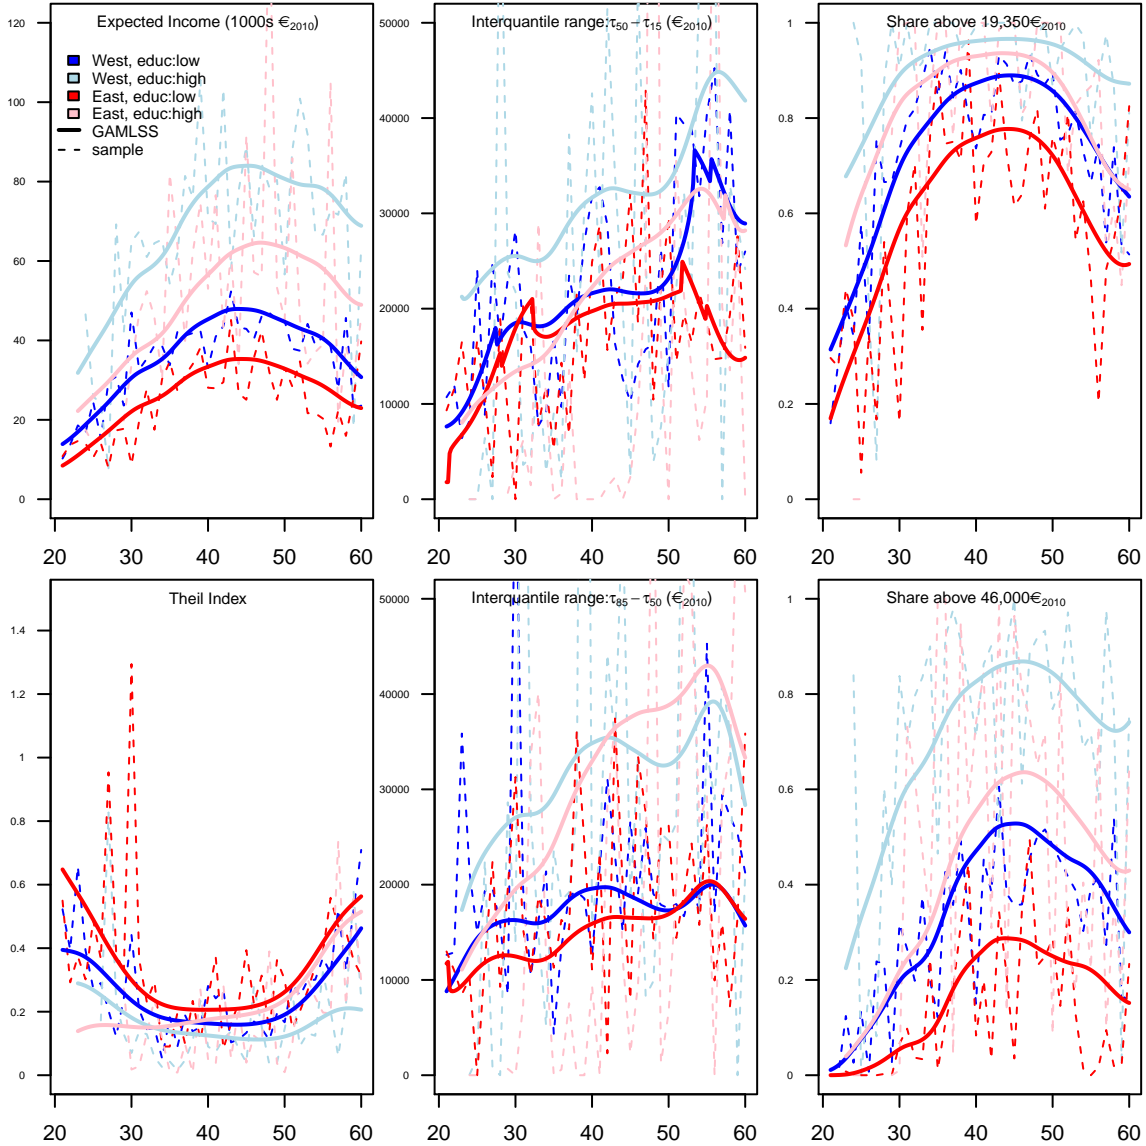 Expected Income (1000s €2010)
120
100
80
60
40
20
0
West, educ:low
West, educ:high
East, educ:low
East, educ:high
GAMLSS
sample
20 30 40 50 60
Interquantile range:τ50−τ15 (€2010)
50000
40000
30000
20000
10000
0
20 30 40 50 60
Share above 19,350€2010
1
0.8
0.6
0.4
0.2
0
20 30 40 50 60
Theil Index
1.4
1.2
1
0.8
0.6
0.4
0.2
0
20 30 40 50 60
Interquantile range:τ85−τ50 (€2010)
50000
40000
30000
20000
10000
0
20 30 40 50 60
Share above 46,000€2010
1
0.8
0.6
0.4
0.2
0
20 30 40 50 60